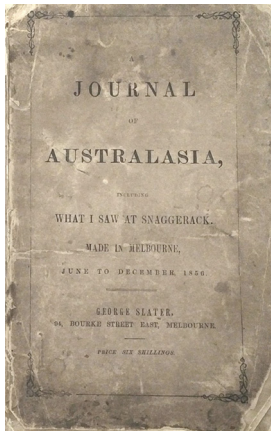 A
JOURNAL
OF
AUSTRALASIA,
INCLUDING
WHAT I SAW AT SNAGGERACK.
MADE IN MELBOURNE,
JUNE TO DECEMBER, 1856.
GEORGE SLATER,
94, BOURKE STREET EAST, MELBOURNE.
PRICE SIX SHILLINGS